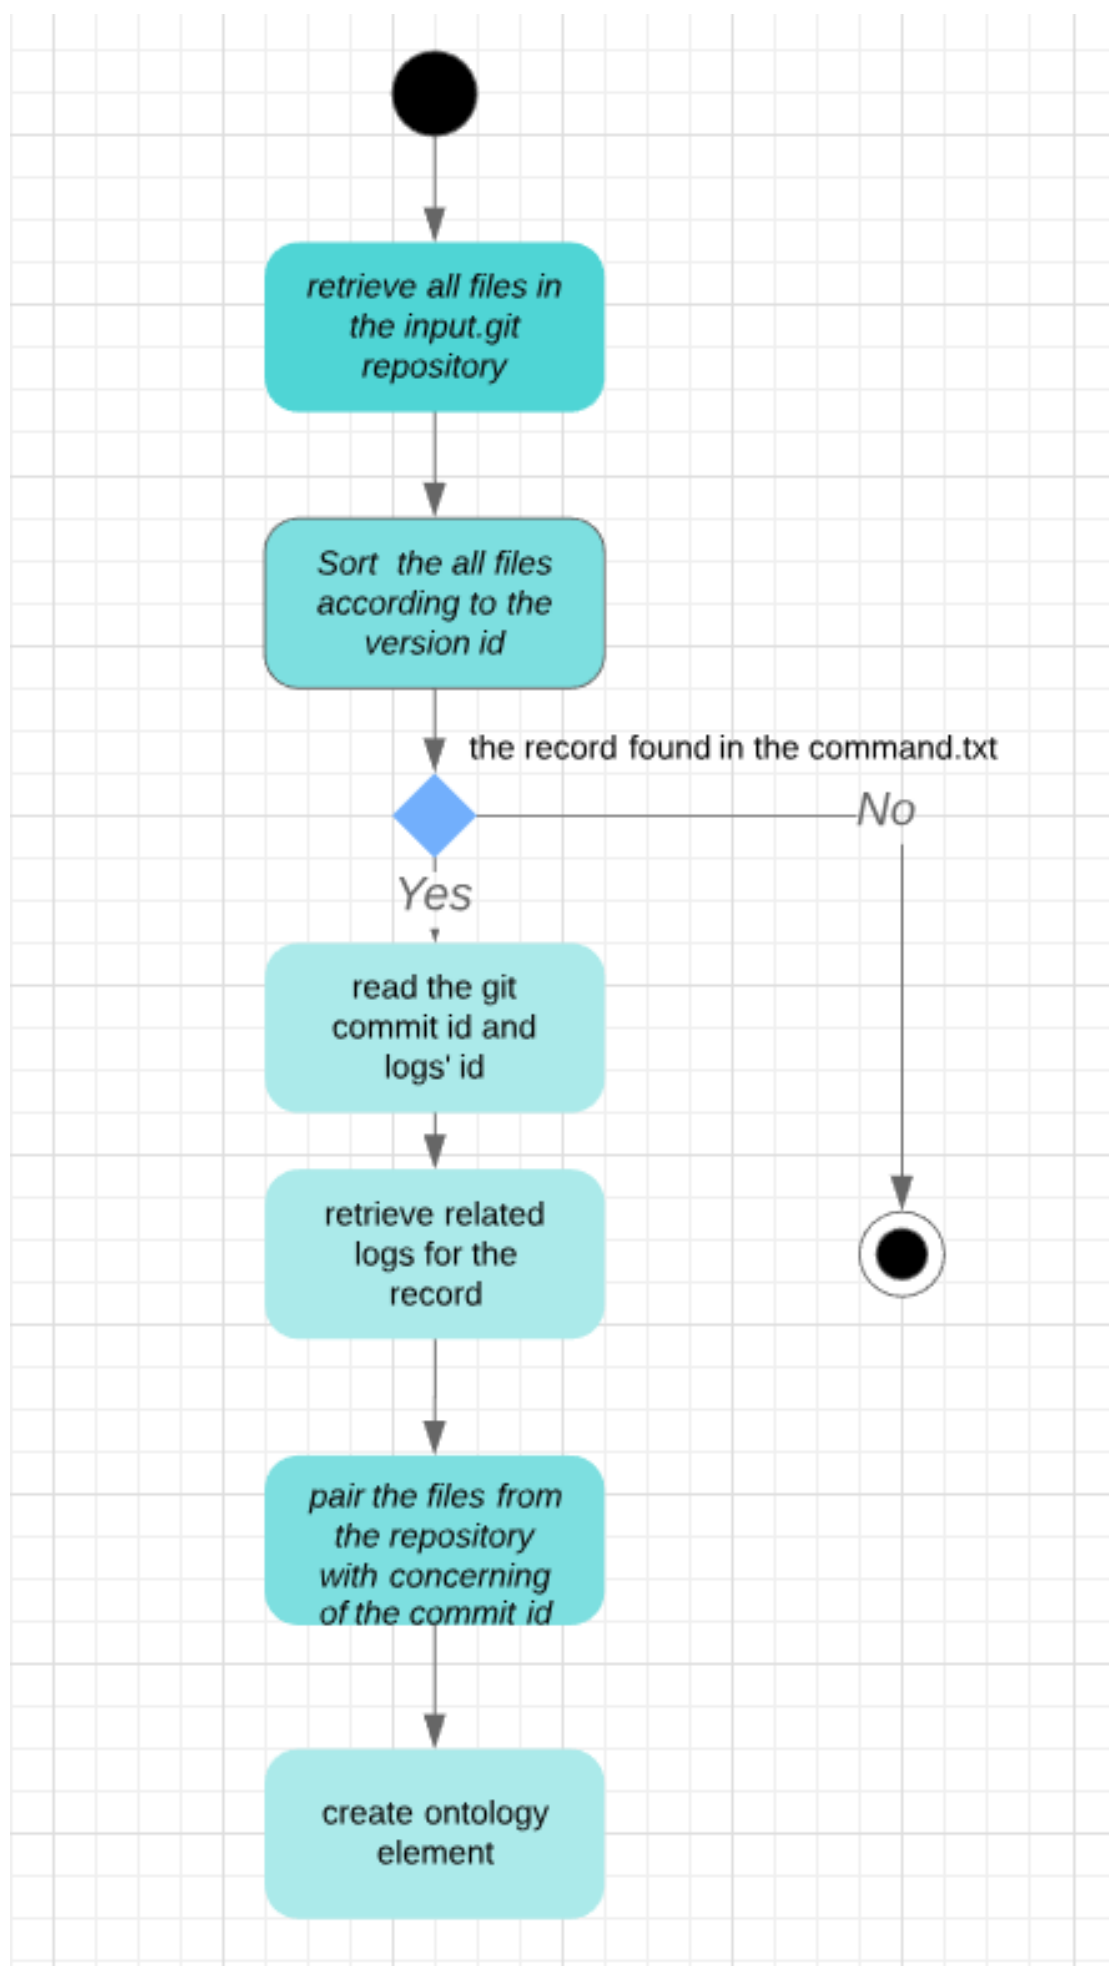 retrieve all files in
the input.git
repository
Sort the all files
according to the
version id
the record found in the command.txt
No
Yes
read the git
commit id and
logs' id
retrieve related
logs for the
record
pair the files from
the repository
with concerning
of the commit id
create ontology
element